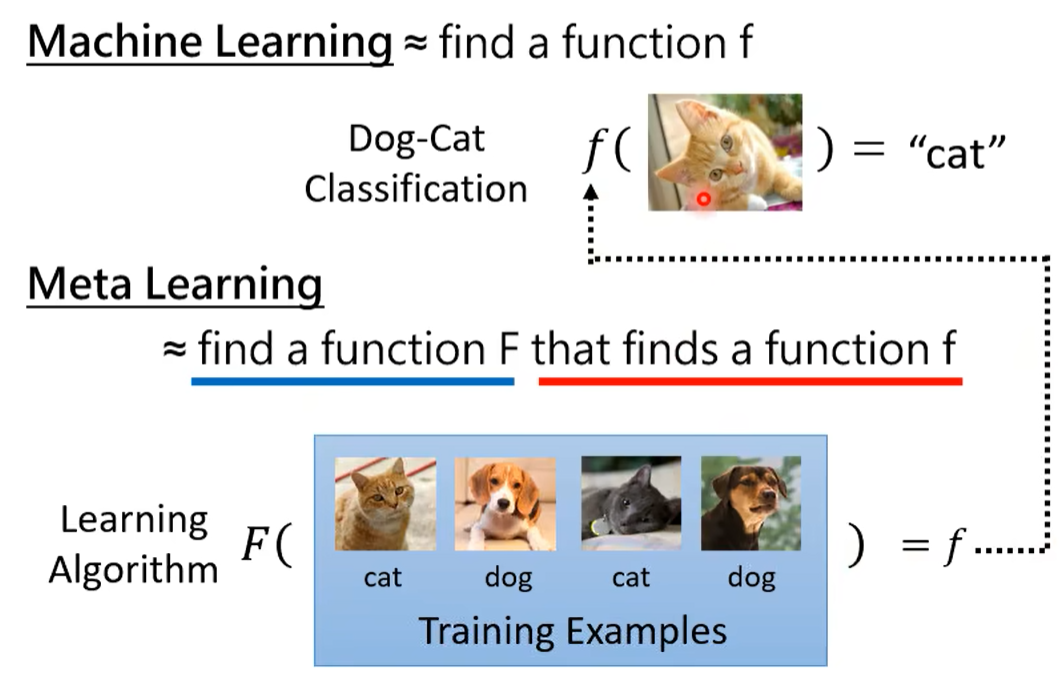 Machine Learning ≈ find a function f
Dog-Cat
Classification
f( ) = “cat”
Meta Learning
≈ find a function F that finds a function f
Learning
Algorithm
F( ) = f
cat dog cat dog
Training Examples